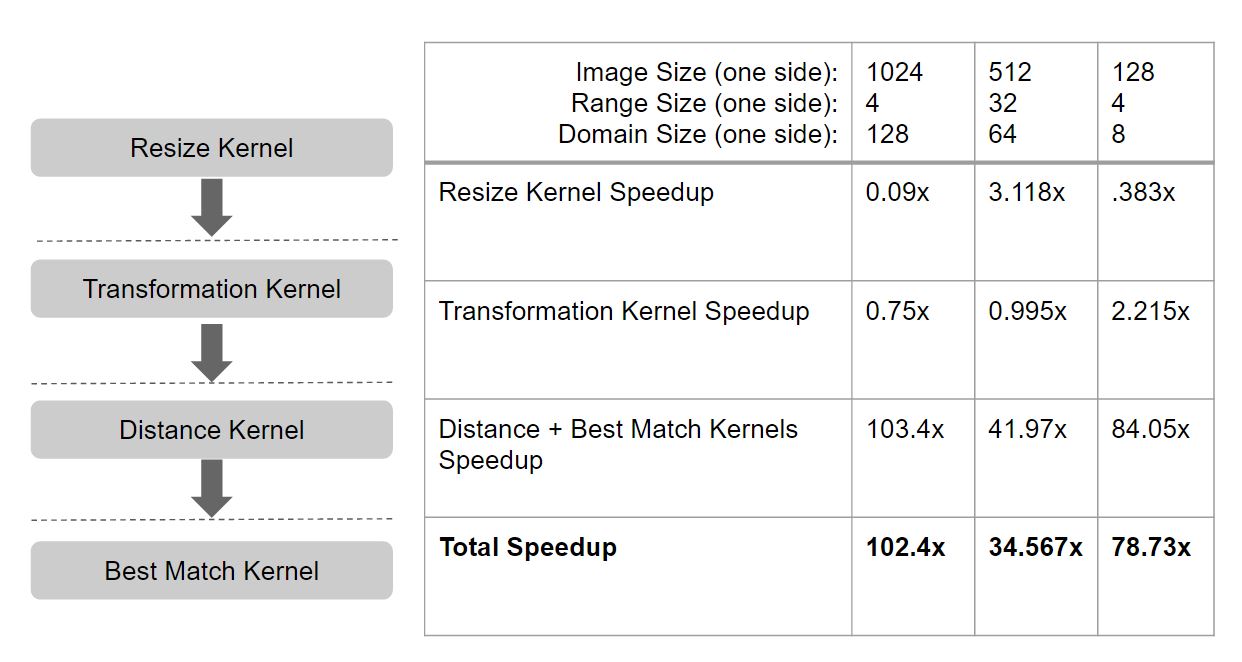 Resize Kernel
Transformation Kernel
Distance Kernel
Best Match Kernel
Image Size (one side): 1024 512 128
Range Size (one side): 4 32 4
Domain Size (one side): 128 64 8
Resize Kernel Speedup 0.09x 3.118x .383x
Transformation Kernel Speedup 0.75x 0.995x 2.215x
Distance + Best Match Kernels 103.4x 41.97x 84.05x
Speedup
Total Speedup 102.4x 34.567x 78.73x